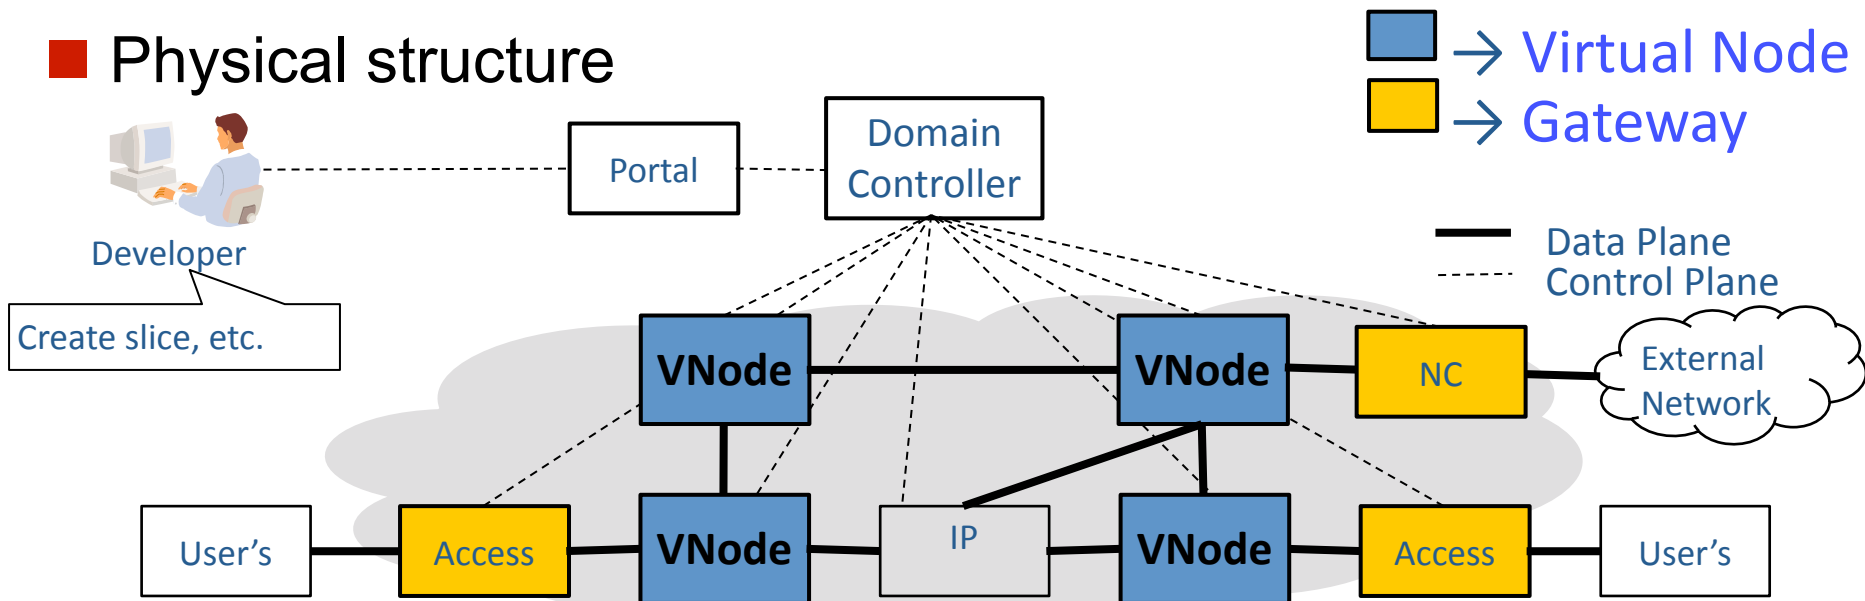 Physical structure
Virtual Node
Gateway
Portal
Domain
Controller
Developer
Create slice, etc.
Data Plane
Control Plane
VNode
VNode
NC
External
Network
User's
Access
VNode
IP
VNode
Access
User's